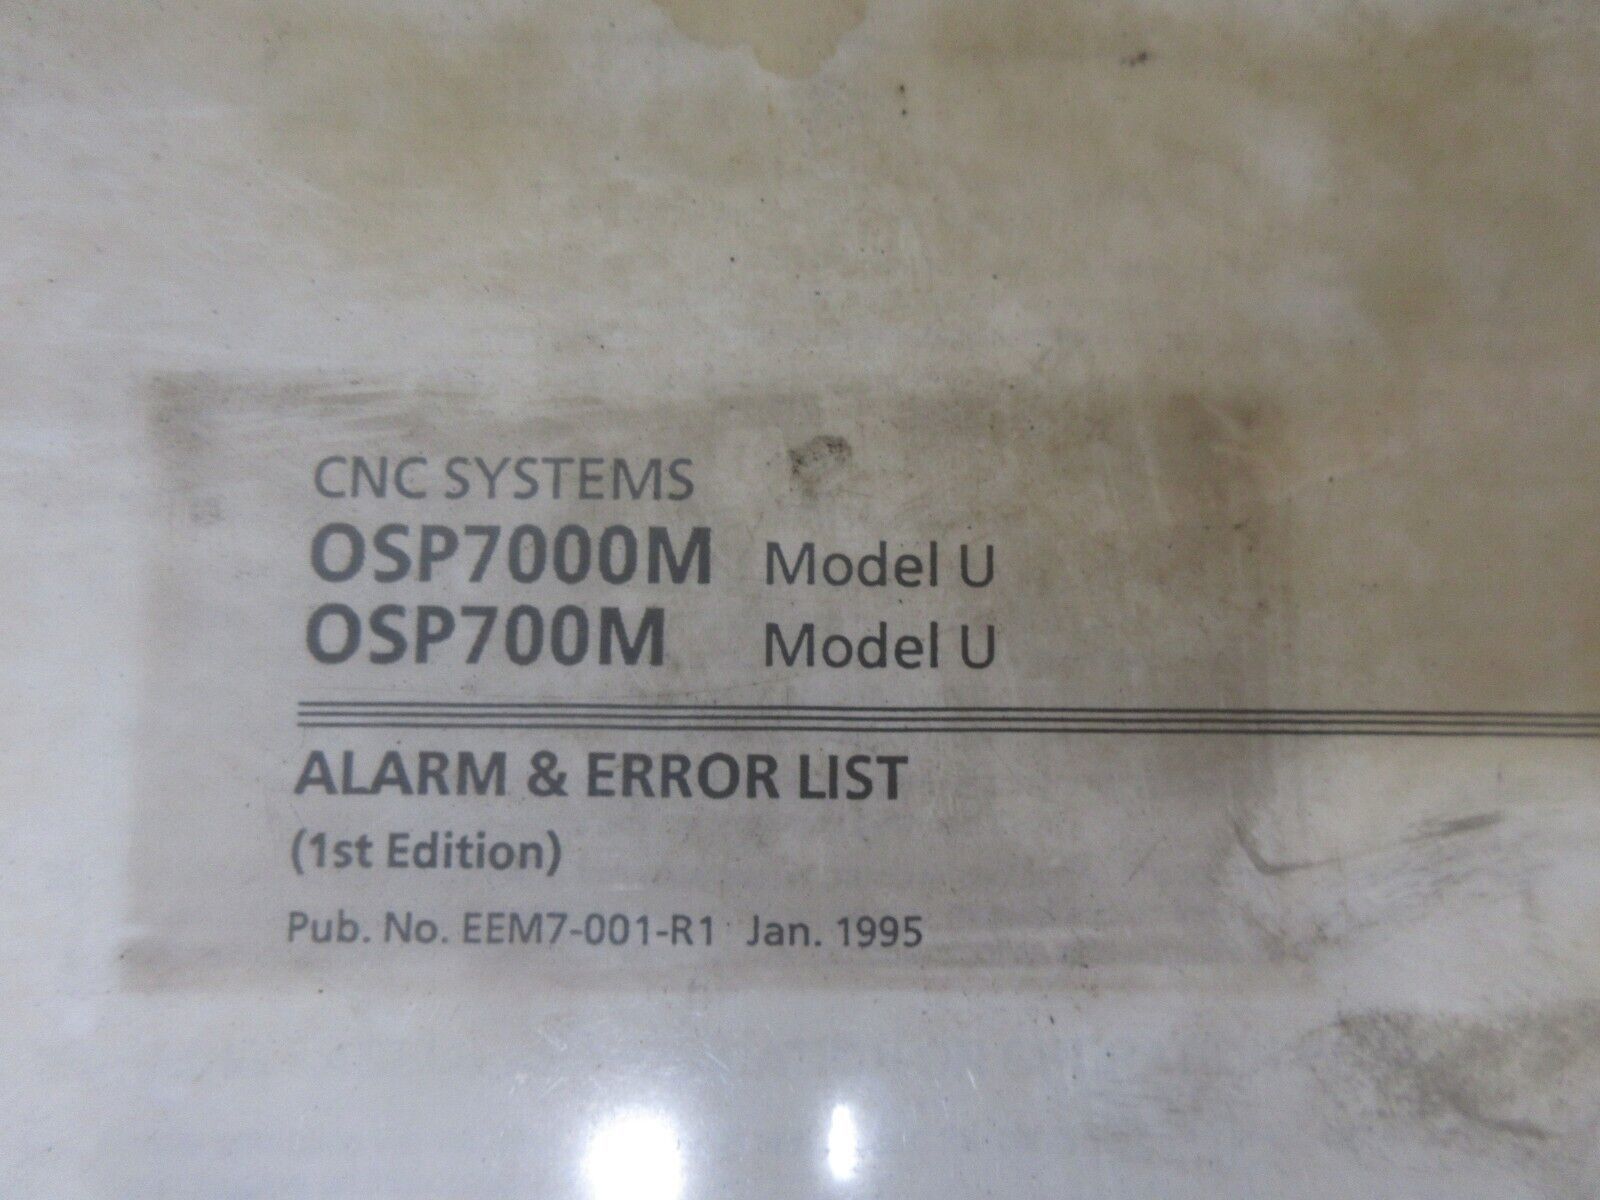 CNC SYSTEMS
OSP7000M Model U
OSP700M Model U
ALARM & ERROR LIST
(1st Edition)
Pub. No. EEM7-001-R1 Jan. 1995